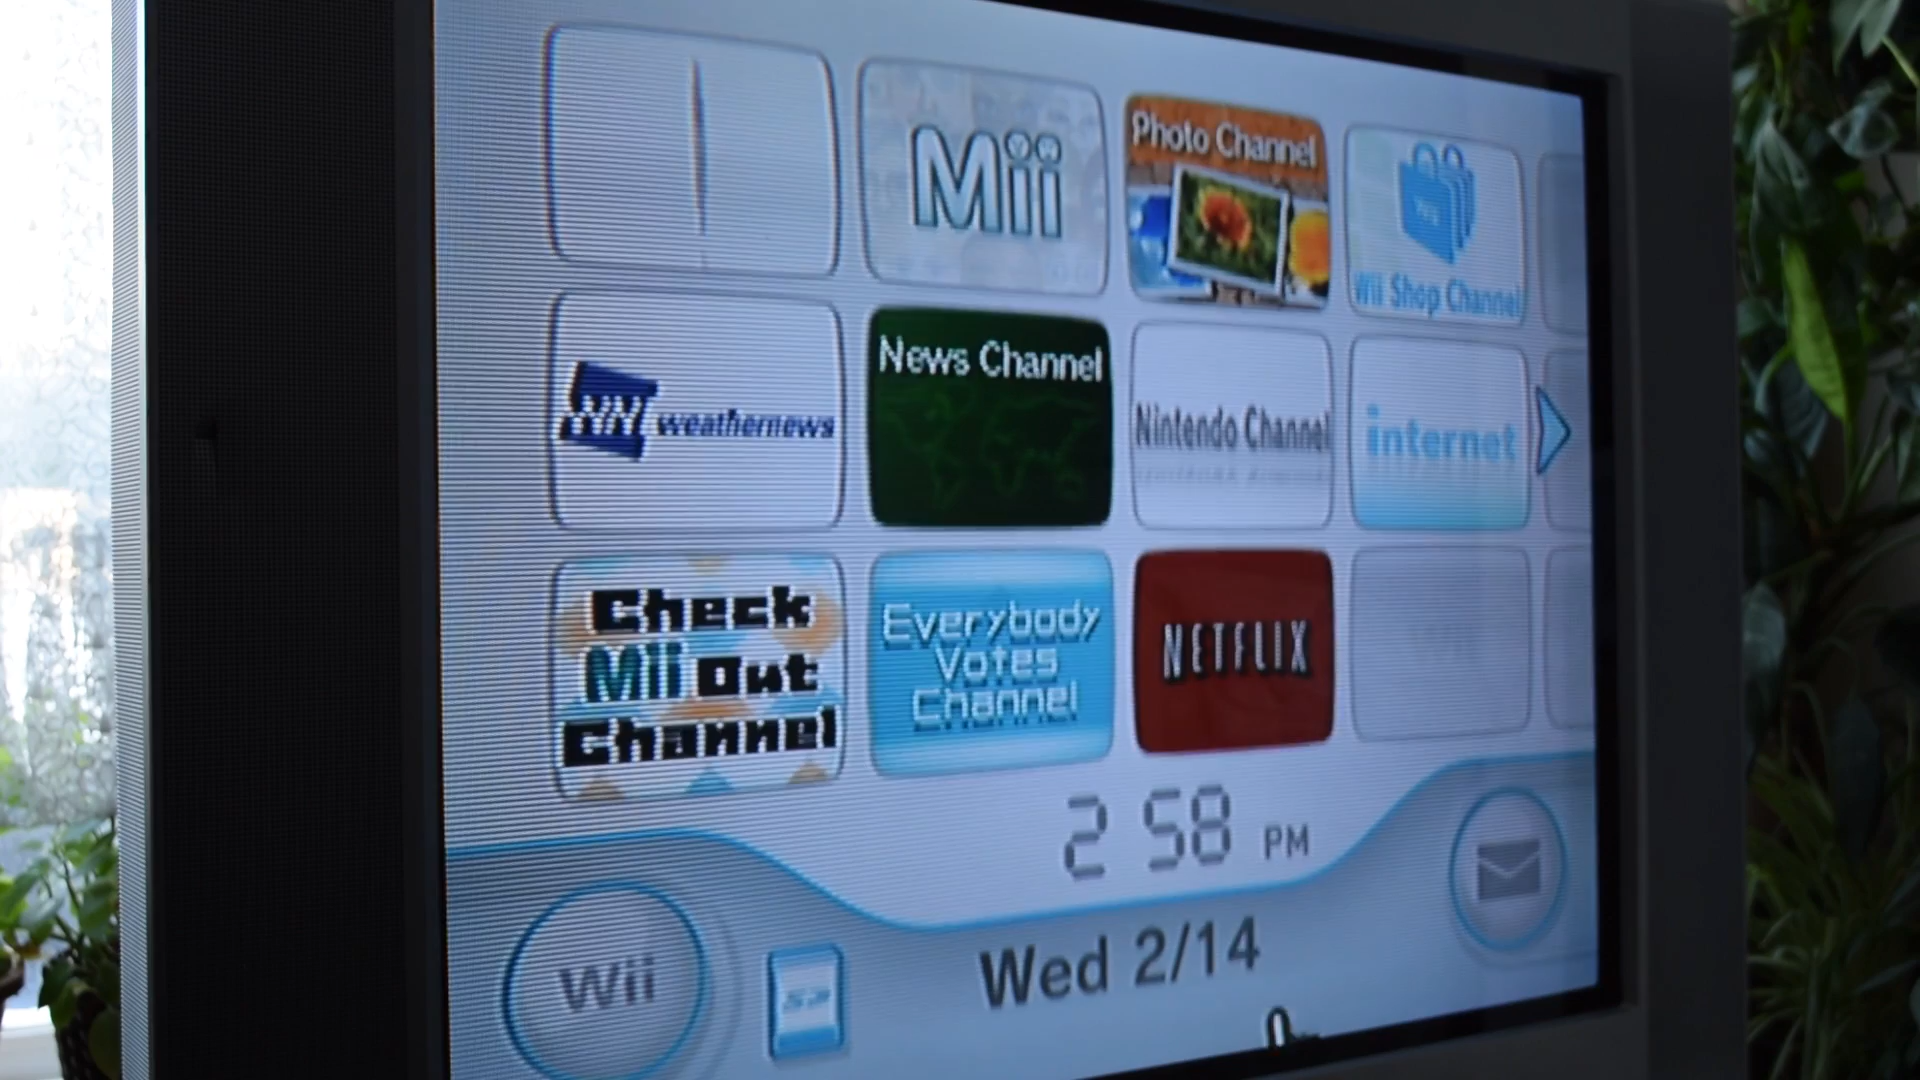 Mii
Photo Channel
Wii Shop Channel
WNI weathernews
News Channel
Nintendo Channel
internet
Check
Mii Out
Channel
Everybody
Votes
Channel
NETFLIX
2 58 PM
Wii
Wed 2/14